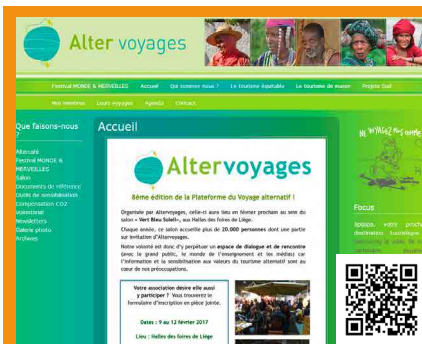 Alter voyages
Festival MONDE & MERVEILLES Accueil Qui sommes nous ? Le tourisme équitable Le tourisme de masse Projets Sud
Nos membres Leurs voyages Agenda Contact
Que faisons-nous
?
Altercafé
Festival MONDE &
MERVEILLES
Salon
Documents de référence
Outils de sensibilisation
Compensation CO2
Volontariat
Newsletters
Galerie photo
Archives
Accueil
Altervoyages
8ème édition de la Plateforme du Voyage alternatif !
Organisée par Altervoyages, celle-ci aura lieu en février prochain au sein du
salon « Vert Bleu Soleil», aux Halles des foires de Liège.
Chaque année, ce salon accueille plus de 20.000 personnes dont une partie
sur invitation d'Altervoyages.
Notre volonté est donc d'y perpétuer un espace de dialogue et de rencontre
(avec le grand public, le monde de l'enseignement et les médias) car
l'information et la sensibilisation aux valeurs du tourisme alternatif sont au
cœur de nos préoccupations.
Votre association désire elle aussi
y participer ? Vous trouverez le
formulaire d'inscription en pièce jointe.
Dates : 9 au 12 février 2017
Lieu : Halles des foires de Liège
NE VOYAGEZ PLUS
Focus
votre
destination